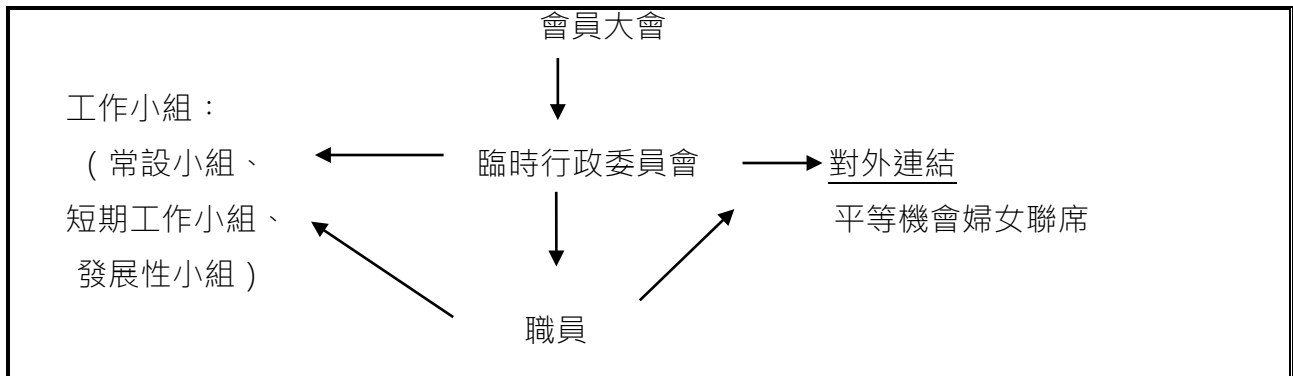 會員大會
工作小組：
（常設小組、
短期工作小組、
發展性小組）
臨時行政委員會
對外連結
平等機會婦女聯席
職員